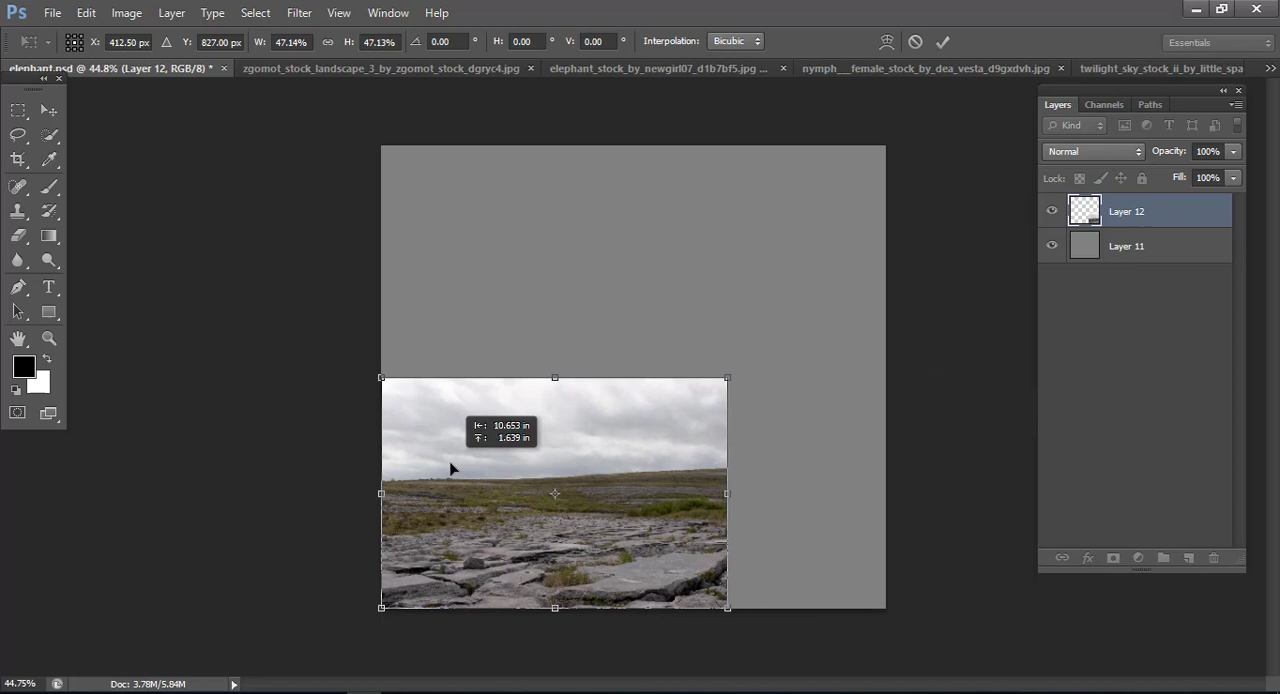 Ps File Edit Image Layer Type Select Filter View Window Help
X: 412.50 px Y: 827.00 px W: 47.14% H: 47.13% 0.00 ° H: 0.00 ° V: 0.00 ° Interpolation: Bicubic Essentials
elephant.psd @ 44.8% (Layer 12, RGB/8) * × zgomot_stock_landscape_3_by_zgomot_stock_dgryc4.jpg × elephant_stock_by_newgirl07_d1b7bf5.jpg ... × nymph___female_stock_by_dea_vesta_d9gxdvh.jpg × twilight_sky_stock_ii_by_little_spa
Layers Channels Paths
Kind
Normal Opacity: 100%
Lock: Fill: 100%
Layer 12
Layer 11
10.653 in
1.639 in
44.75% Doc: 3.78M/5.84M